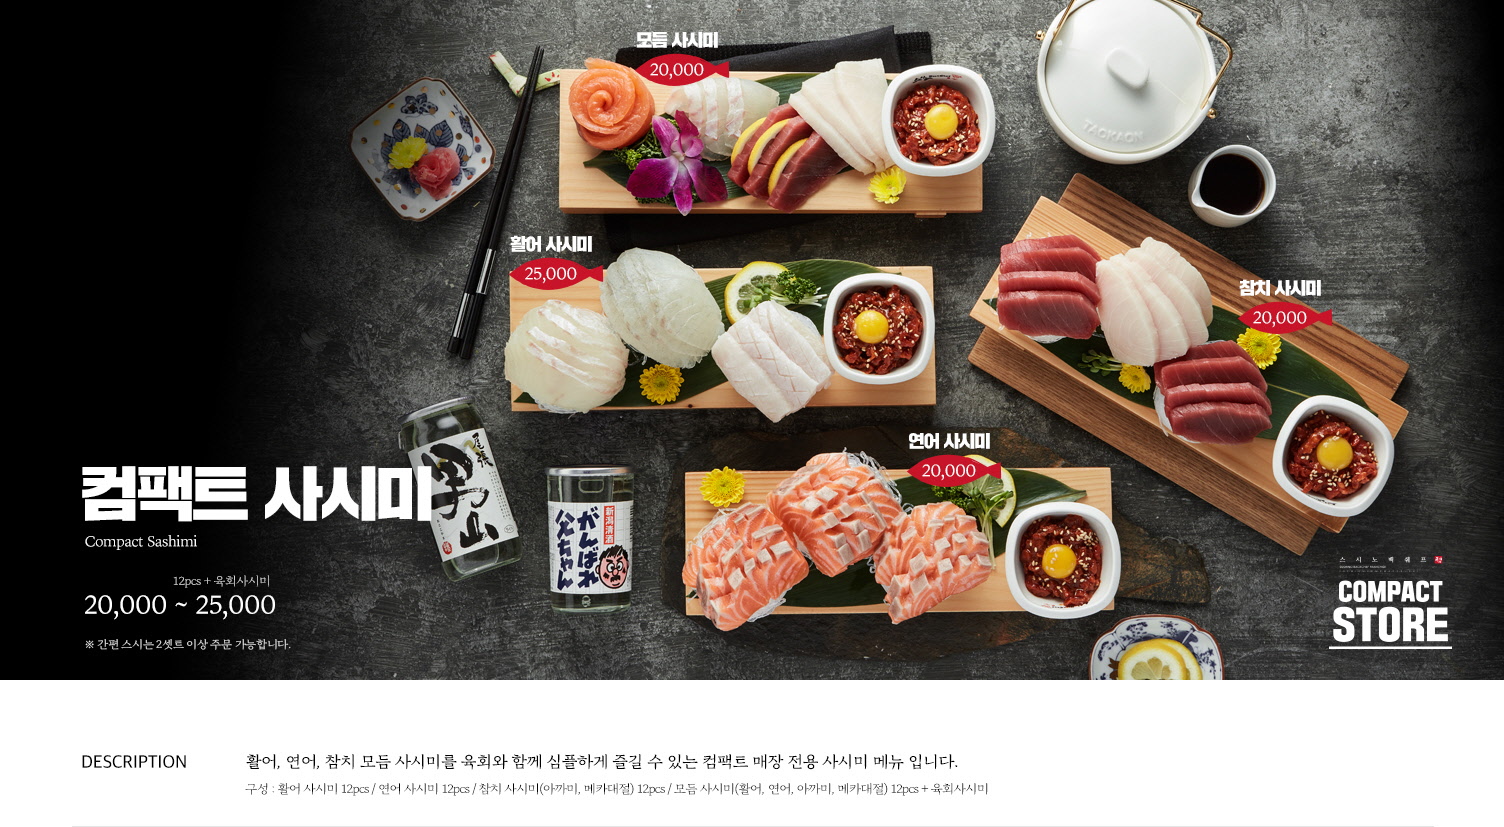 모듬 사시미
20,000
TAOKAON
활어 사시미
25,000
참치 사시미
20,000
연어 사시미
20,000
尾張
男山
新潟清酒
がんばれ
父ちゃん
컴팩트 사시미
Compact Sashimi
12pcs + 육회사시미
20,000 ~ 25,000
※ 간편 스시는 2셋트 이상 주문 가능합니다.
스시노백쉐프
COMPACT
STORE
DESCRIPTION
활어, 연어, 참치 모듬 사시미를 육회와 함께 심플하게 즐길 수 있는 컴팩트 매장 전용 사시미 메뉴 입니다.
구성 : 활어 사시미 12pcs / 연어 사시미 12pcs / 참치 사시미(아까미, 메카대절) 12pcs / 모듬 사시미(활어, 연어, 아까미, 메카대절) 12pcs + 육회사시미